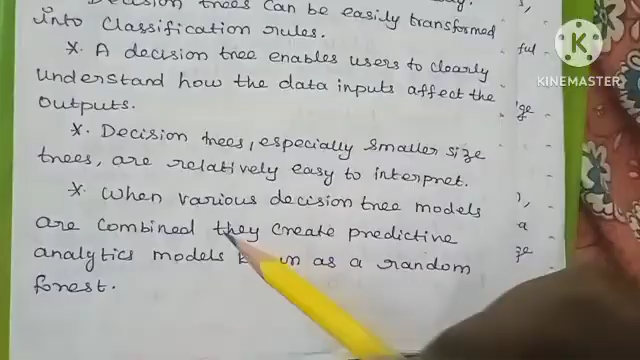 Decision trees can be easily transformed
into classification rules.
*. A decision tree enables users to clearly
understand how the data inputs affect the
outputs.
*. Decision trees, especially smaller size
trees, are relatively easy to interpret.
*. When various decision tree models
are combined they create predictive
analytics models as a random
forest.
KINEMASTER